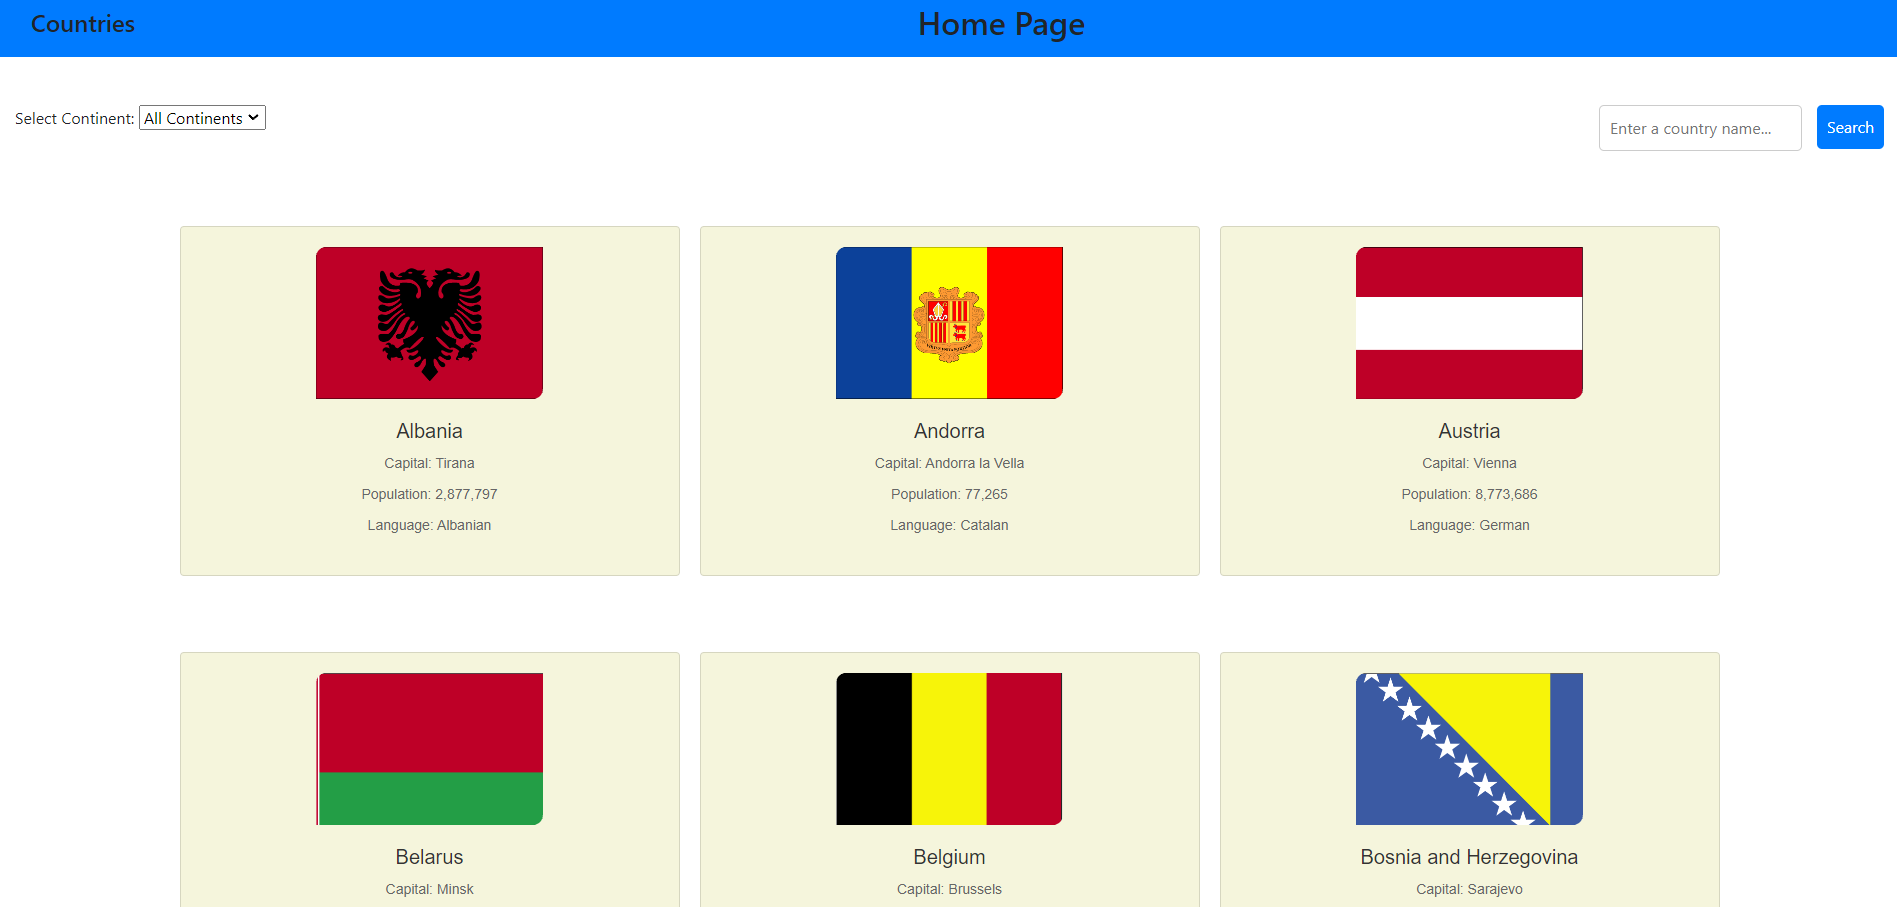 Countries
Home Page
Select Continent: All Continents
Enter a country name...
Search
Albania
Capital: Tirana
Population: 2,877,797
Language: Albanian
Andorra
Capital: Andorra la Vella
Population: 77,265
Language: Catalan
Austria
Capital: Vienna
Population: 8,773,686
Language: German
Belarus
Capital: Minsk
Belgium
Capital: Brussels
Bosnia and Herzegovina
Capital: Sarajevo